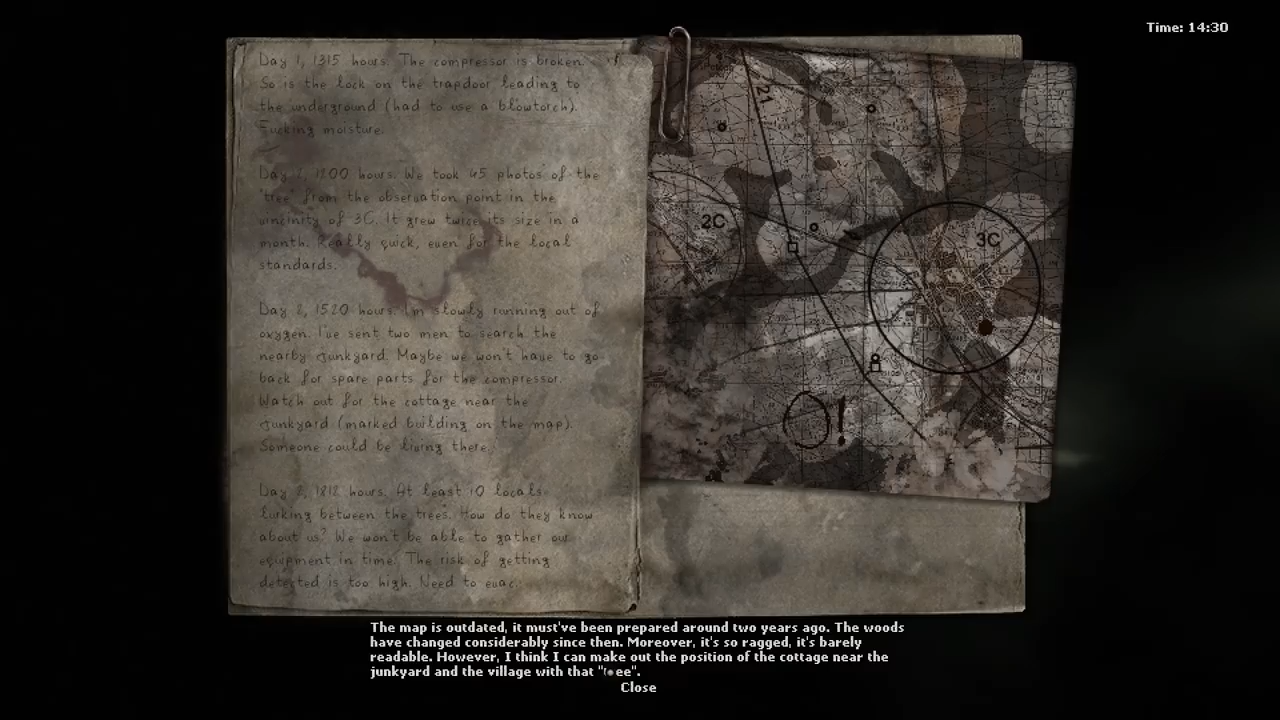 Time: 14:30
Day 1, 1315 hours. The compressor is broken.
So is the lock on the trapdoor leading to
the underground (had to use a blowtorch).
Fucking moisture.
Day 2, 1200 hours. We took 45 photos of the
'tree' from the observation point in the
vincinity of 3C. It grew twice its size in a
month. Really quick, even for the local
standards.
Day 2, 1520 hours. I'm slowly running out of
oxygen. I've sent two men to search the
nearby junkyard. Maybe we won't have to go
back for spare parts for the compressor.
Watch out for the cottage near the
junkyard (marked building on the map).
Someone could be living there.
Day 2, 1818 hours. At least 10 locals
lurking between the trees. How do they know
about us? We won't be able to gather our
equipment in time. The risk of getting
detected is too high. Need to evac.
21
2C
3C
!
The map is outdated, it must've been prepared around two years ago. The woods
have changed considerably since then. Moreover, it's so ragged, it's barely
readable. However, I think I can make out the position of the cottage near the
junkyard and the village with that "tree".
Close